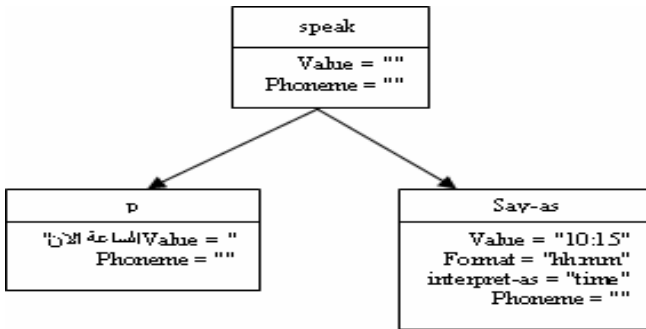 speak
Value = ""
Phoneme = ""
p
"الساعة الآن"Value = "
Phoneme = ""
Say-as
Value = "10:15"
Format = "hh:mm"
interpret-as = "time"
Phoneme = ""